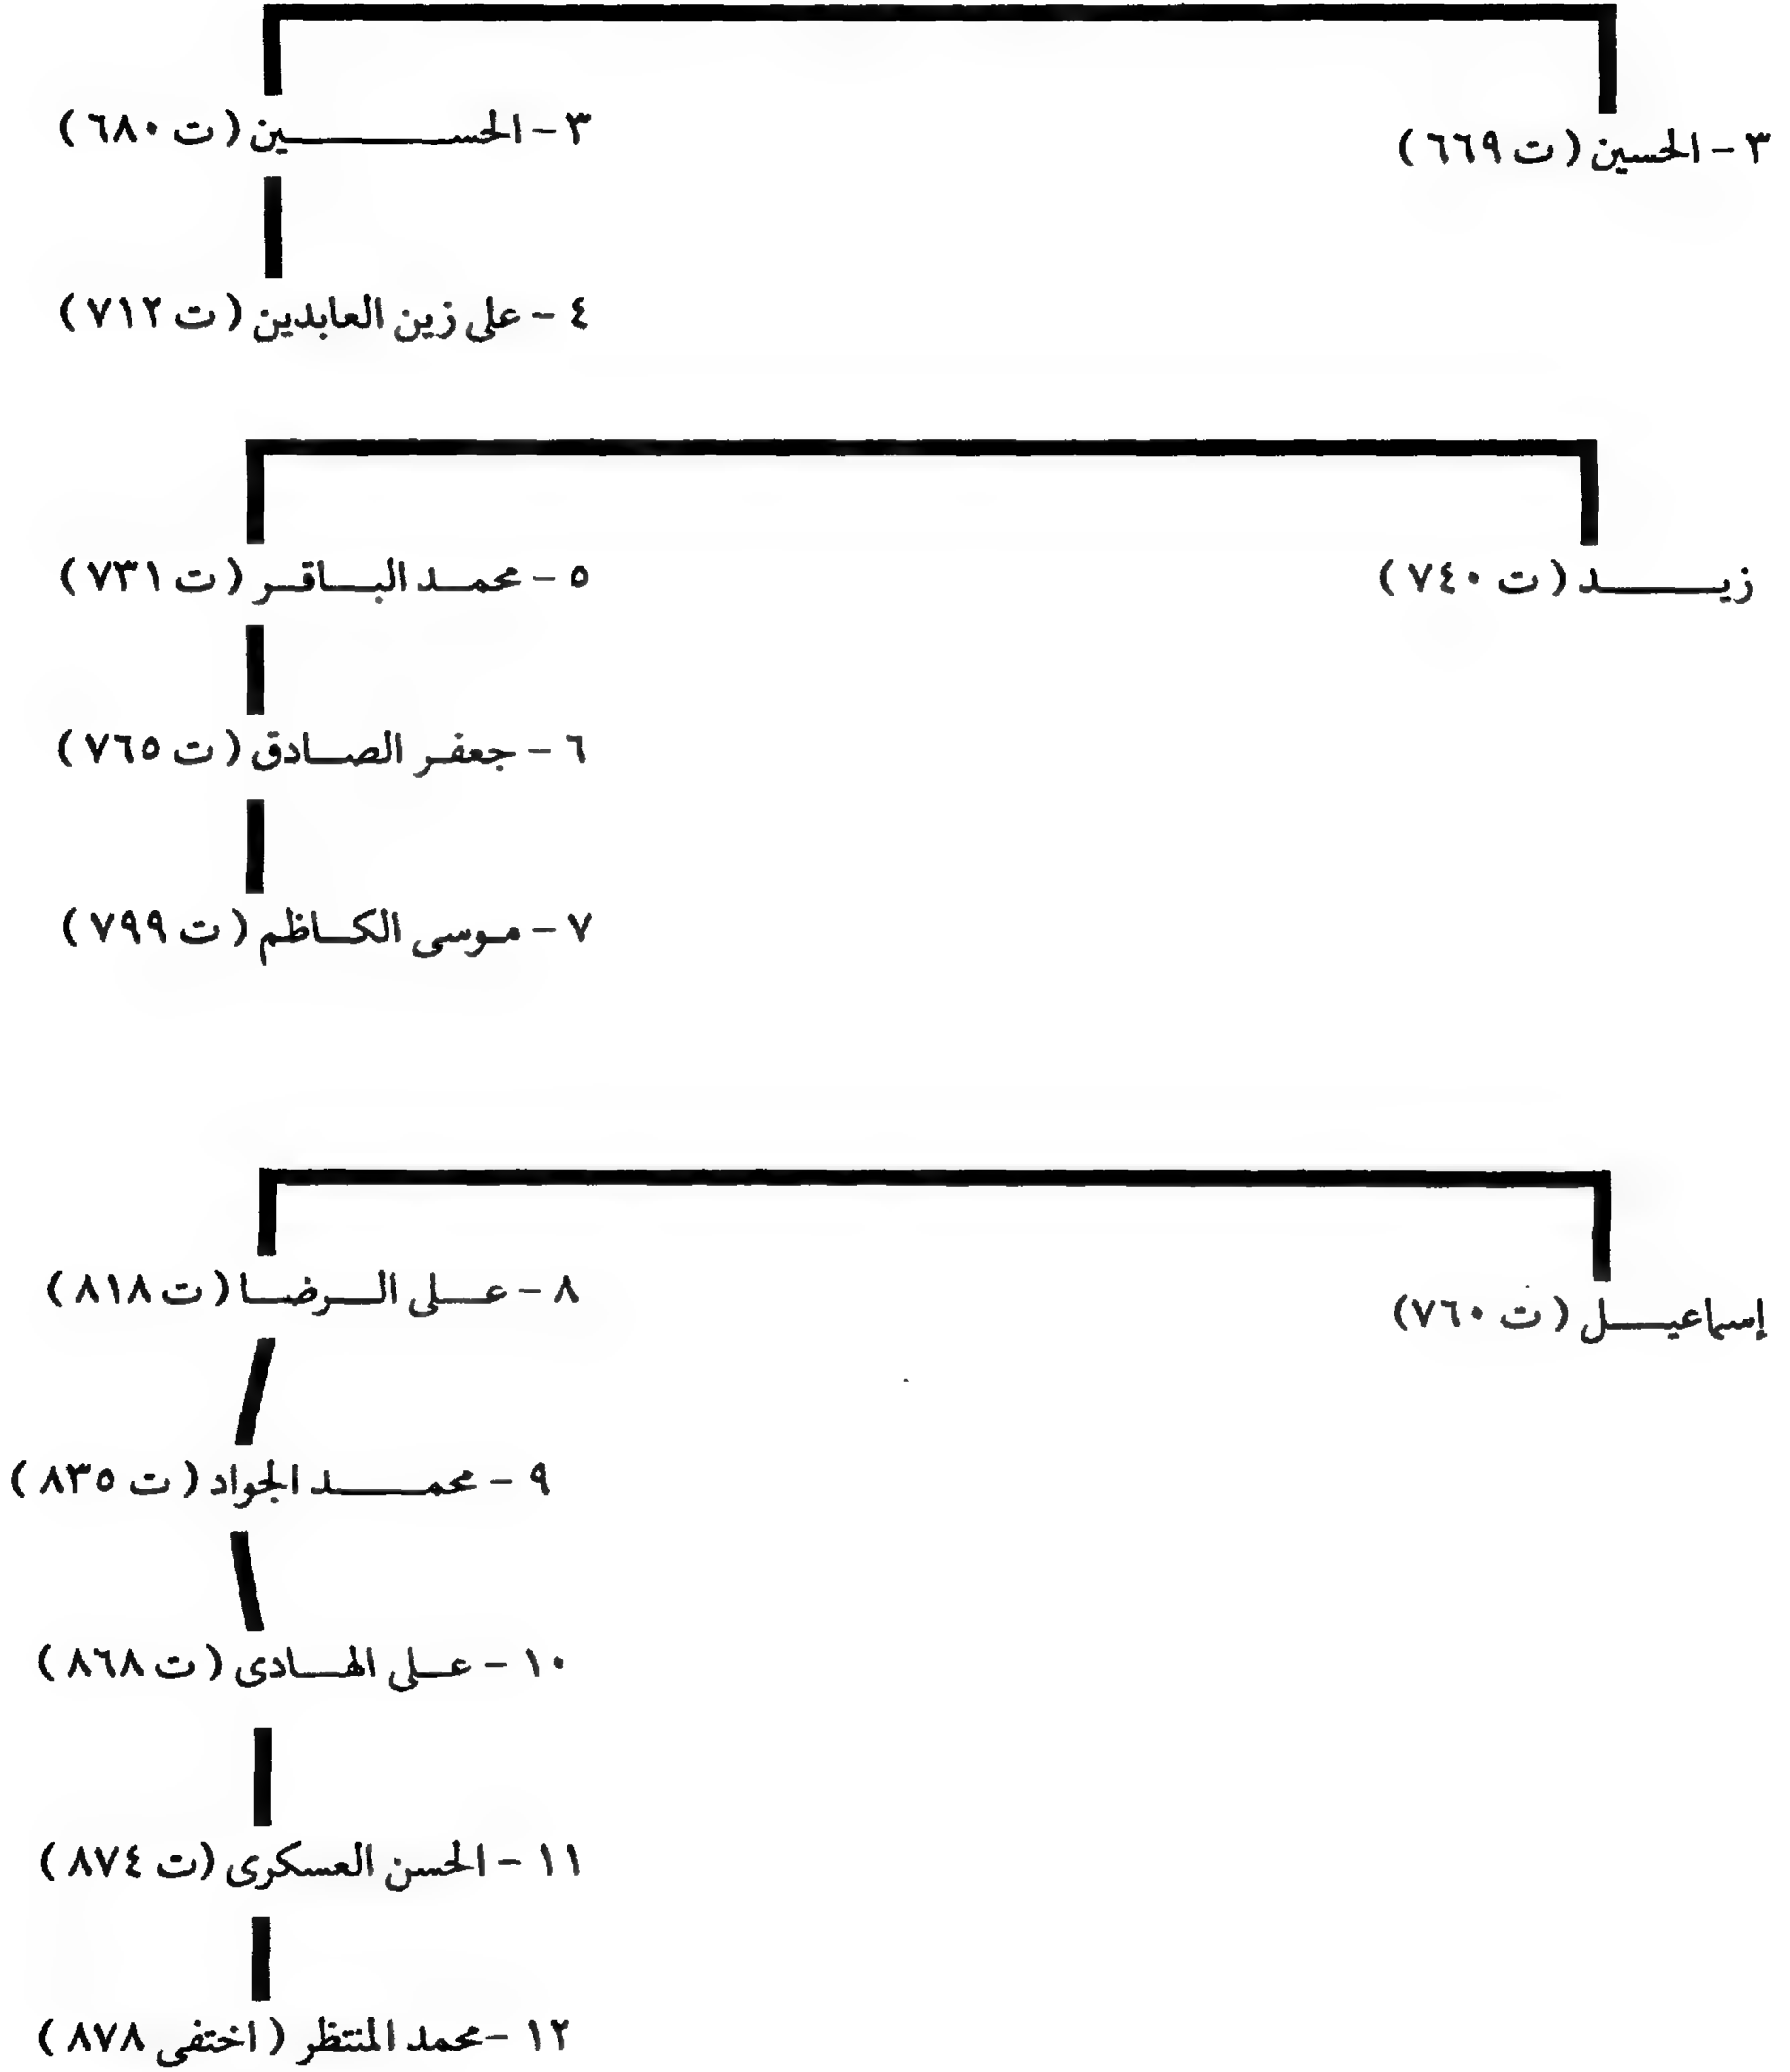 ٣ - الحسين (ت ٦٦٩)
٣ - الحسين (ت ٦٨٠)
٤ - على زين العابدين (ت ٧١٢)
زيد (ت ٧٤٠)
٥ - محمد الباقر (ت ٧٣١)
٦ - جعفر الصادق (ت ٧٦٥)
٧ - موسى الكاظم (ت ٧٩٩)
إسماعيل (ت ٧٦٠)
٨ - على الرضا (ت ٨١٨)
٩ - محمد الجواد (ت ٨٣٥)
١٠ - على الهادى (ت ٨٦٨)
١١ - الحسن العسكرى (ت ٨٧٤)
١٢ - محمد المنتظر (اختفى ٨٧٨)